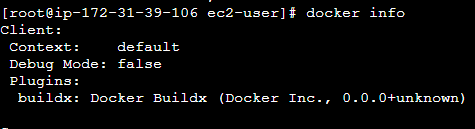 [root@ip-172-31-39-106 ec2-user]# docker info
Client:
 Context:    default
 Debug Mode: false
 Plugins:
  buildx: Docker Buildx (Docker Inc., 0.0.0+unknown)